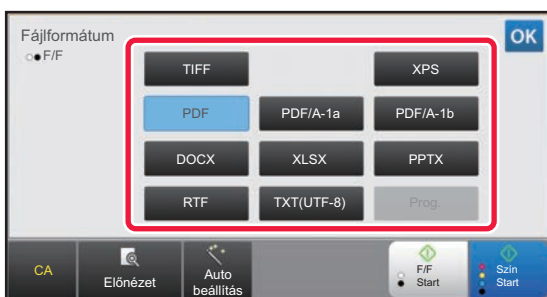 Fájlformátum
OK
F/F
TIFF
XPS
PDF
PDF/A-1a
PDF/A-1b
DOCX
XLSX
PPTX
RTF
TXT(UTF-8)
Prog.
CA
Előnézet
Auto
beállítás
F/F
Start
Szín
Start